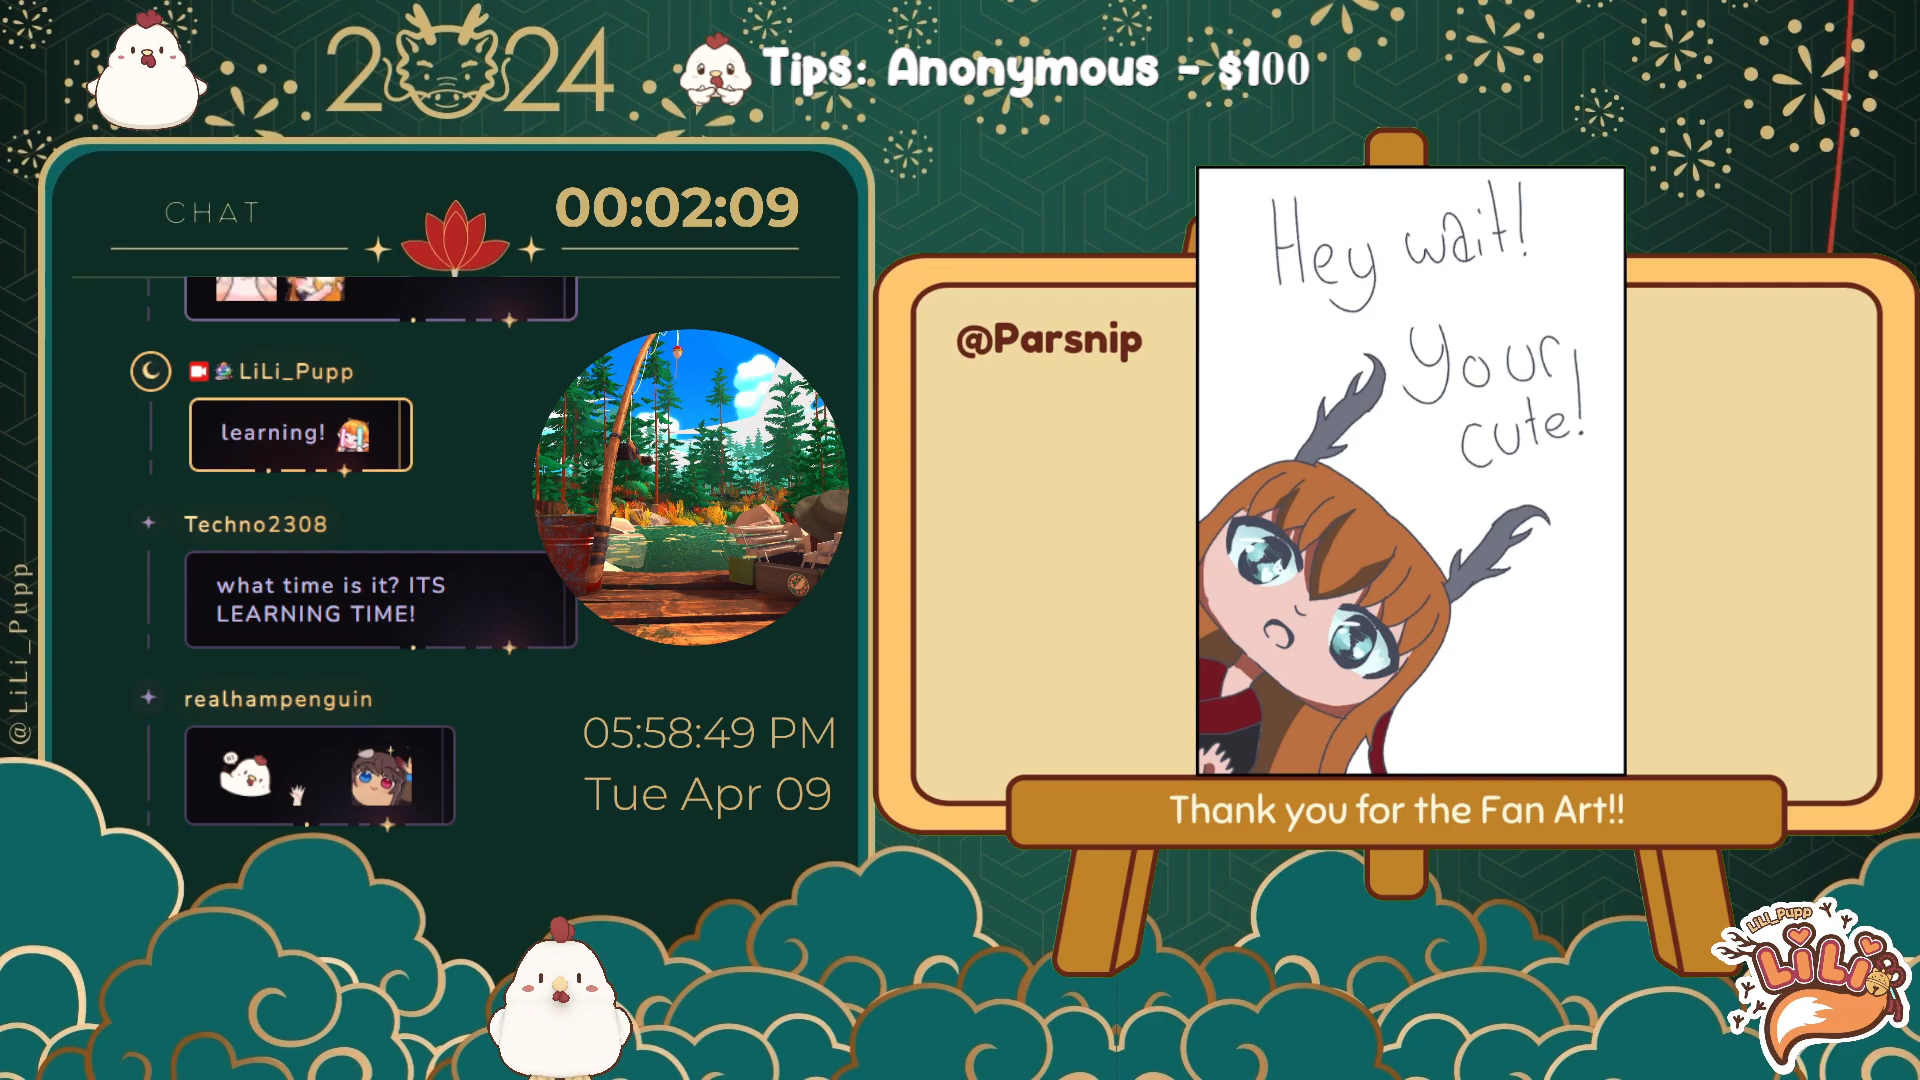 2024
Tips: Anonymous - $100
CHAT
00:02:09
LiLi_Pupp
learning!
Techno2308
what time is it? ITS
LEARNING TIME!
realhampenguin
HI
05:58:49 PM
Tue Apr 09
@LiLi_Pupp
@Parsnip
Hey wait!
Your
cute!
Thank you for the Fan Art!!
LiLi_Pupp
LiLi